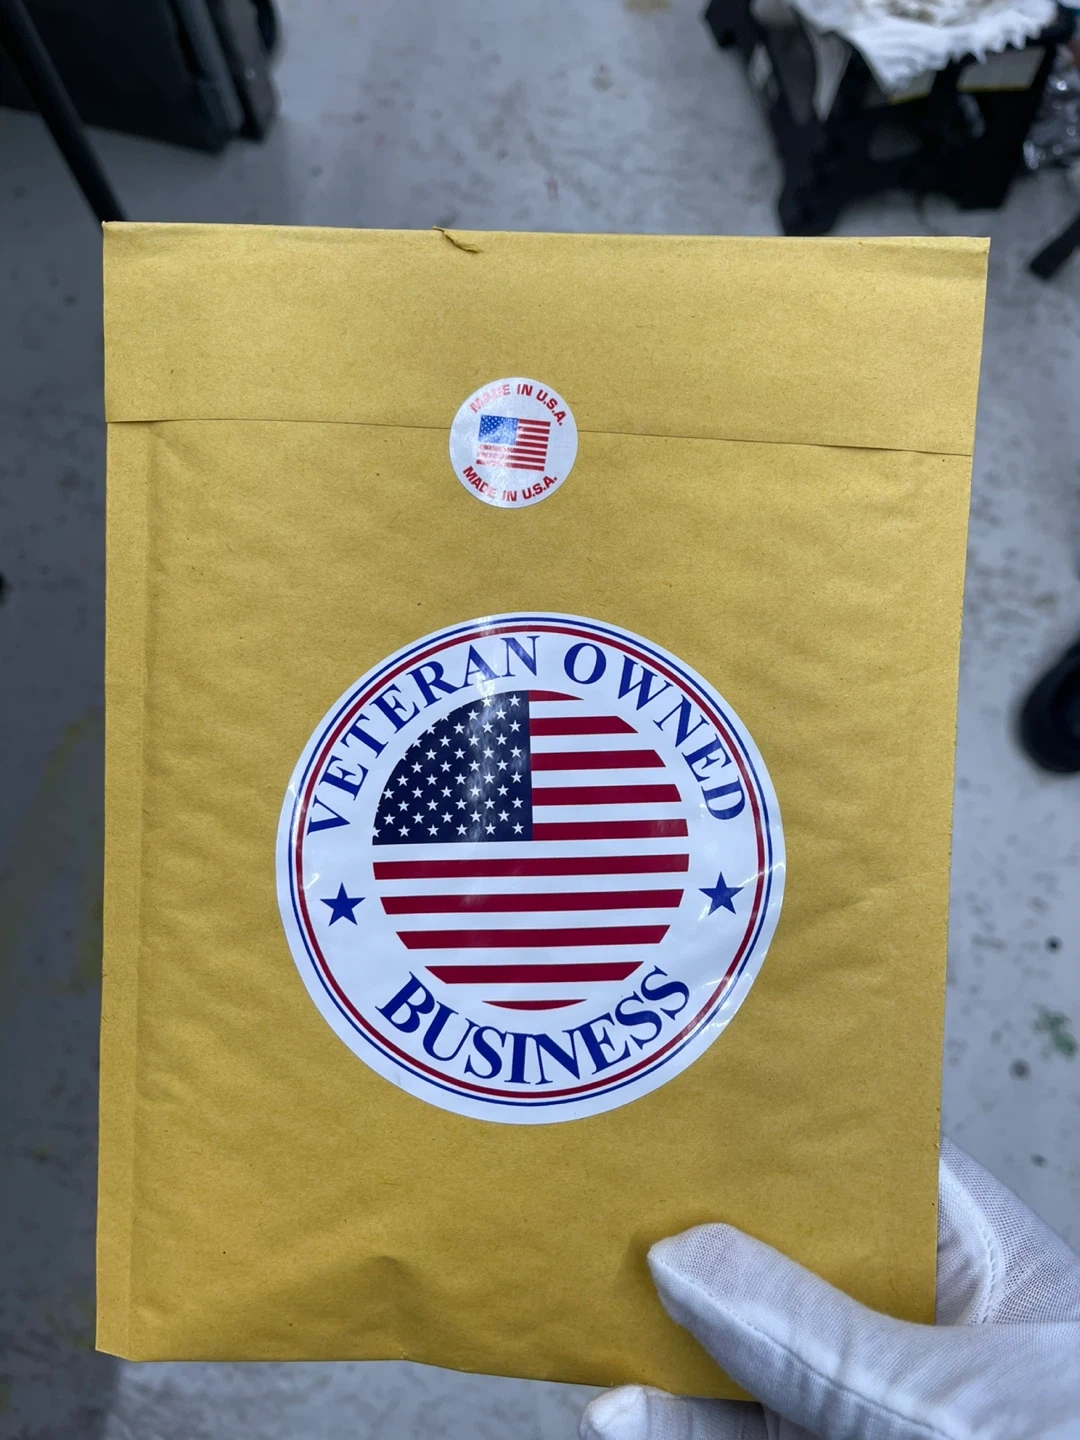 MADE IN U.S.A.
MADE IN U.S.A.
VETERAN OWNED
BUSINESS